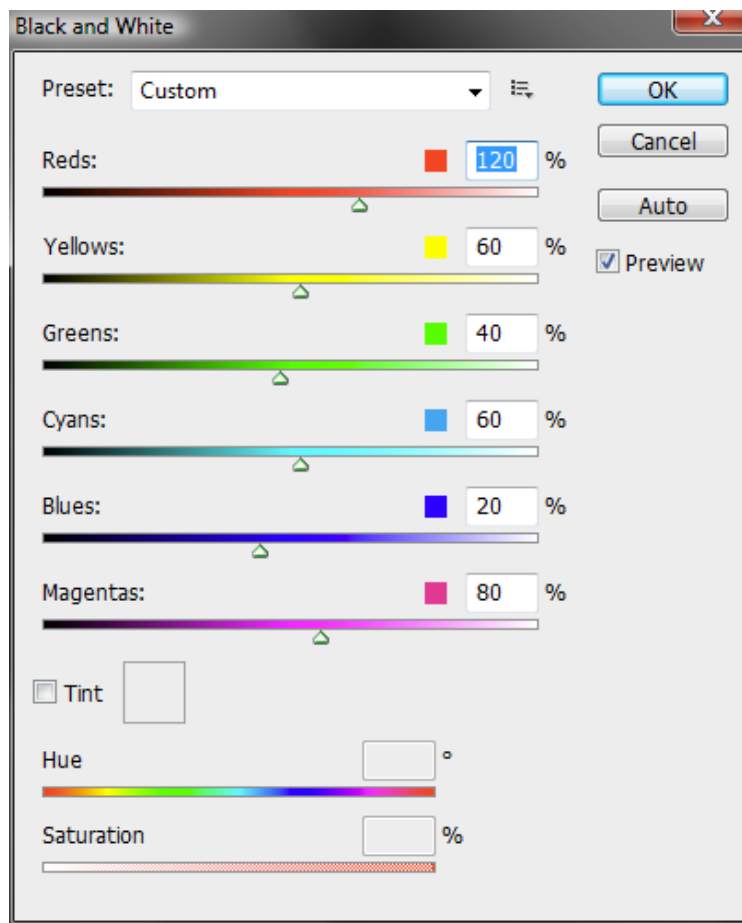 Black and White
x
Preset: Custom
OK
Reds: 120 %
Cancel
Auto
Yellows: 60 %
Preview
Greens: 40 %
Cyans: 60 %
Blues: 20 %
Magentas: 80 %
Tint
Hue °
Saturation %